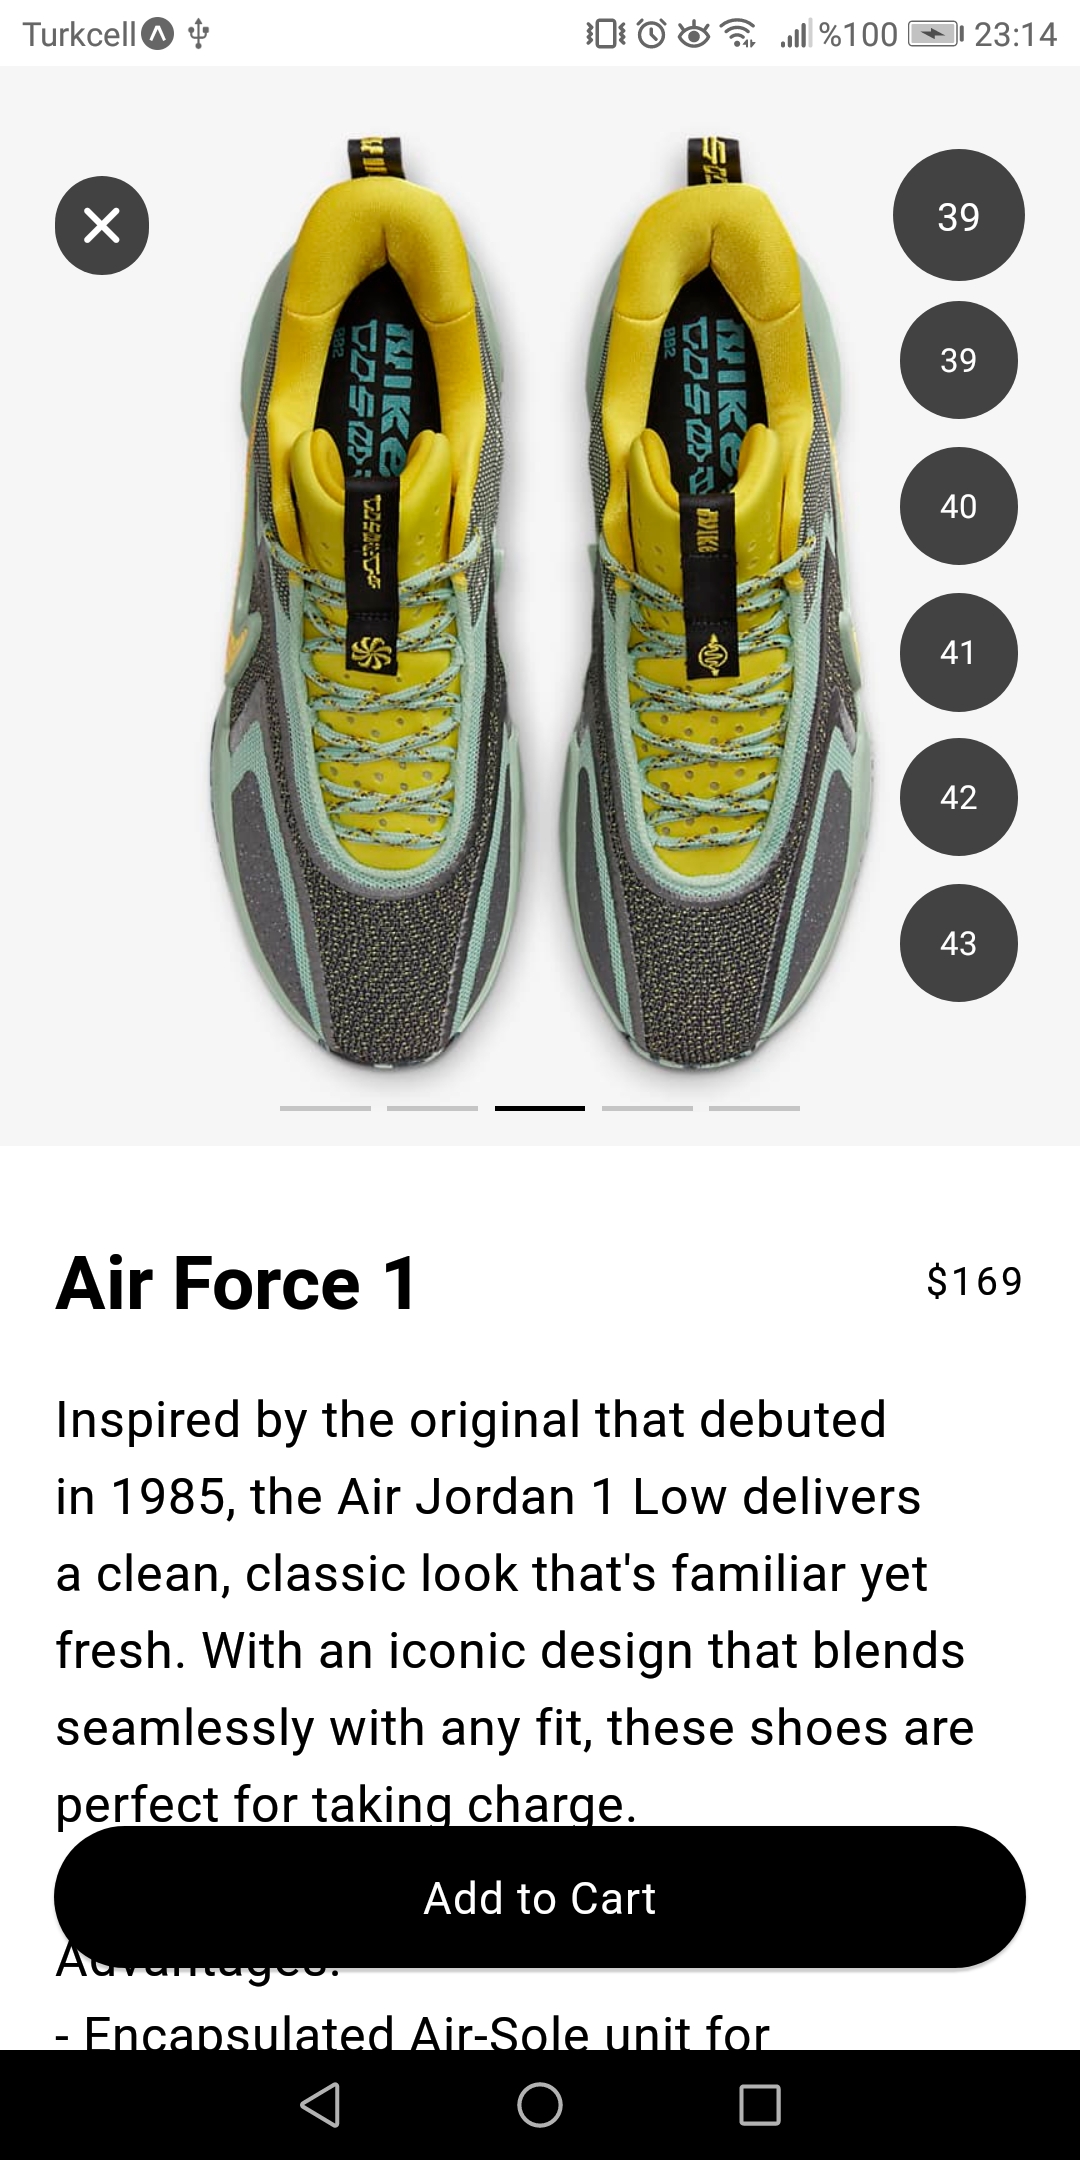 Turkcell
%100
23:14
39
39
40
41
42
43
NIKE
Air Force 1
$169
Inspired by the original that debuted
in 1985, the Air Jordan 1 Low delivers
a clean, classic look that's familiar yet
fresh. With an iconic design that blends
seamlessly with any fit, these shoes are
perfect for taking charge.
Add to Cart
Advantages:
- Encapsulated Air-Sole unit for